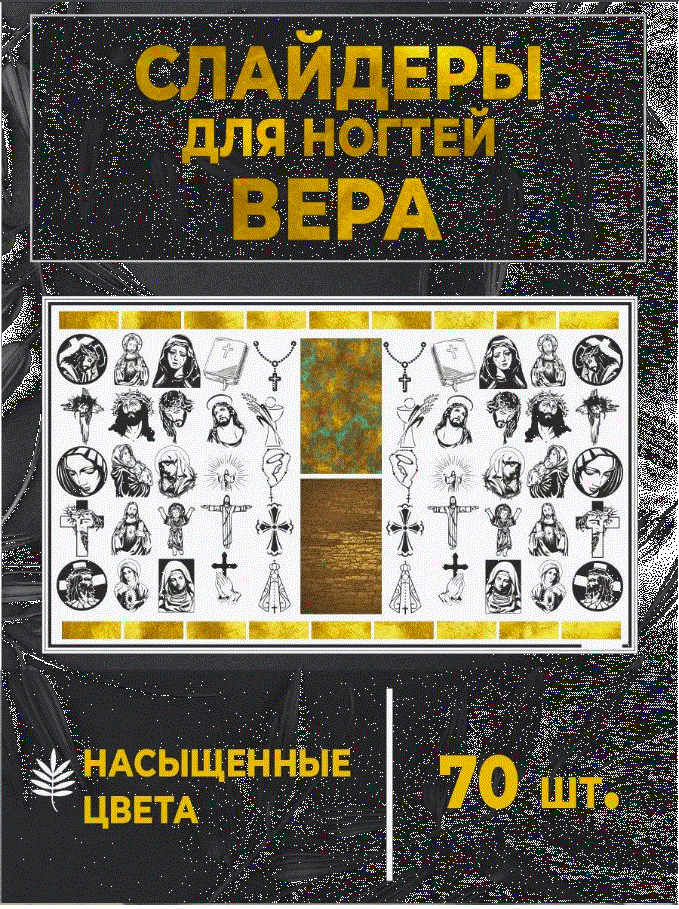 СЛАЙДЕРЫ
ДЛЯ НОГТЕЙ
ВЕРА
НАСЫЩЕННЫЕ
ЦВЕТА
70 шт.